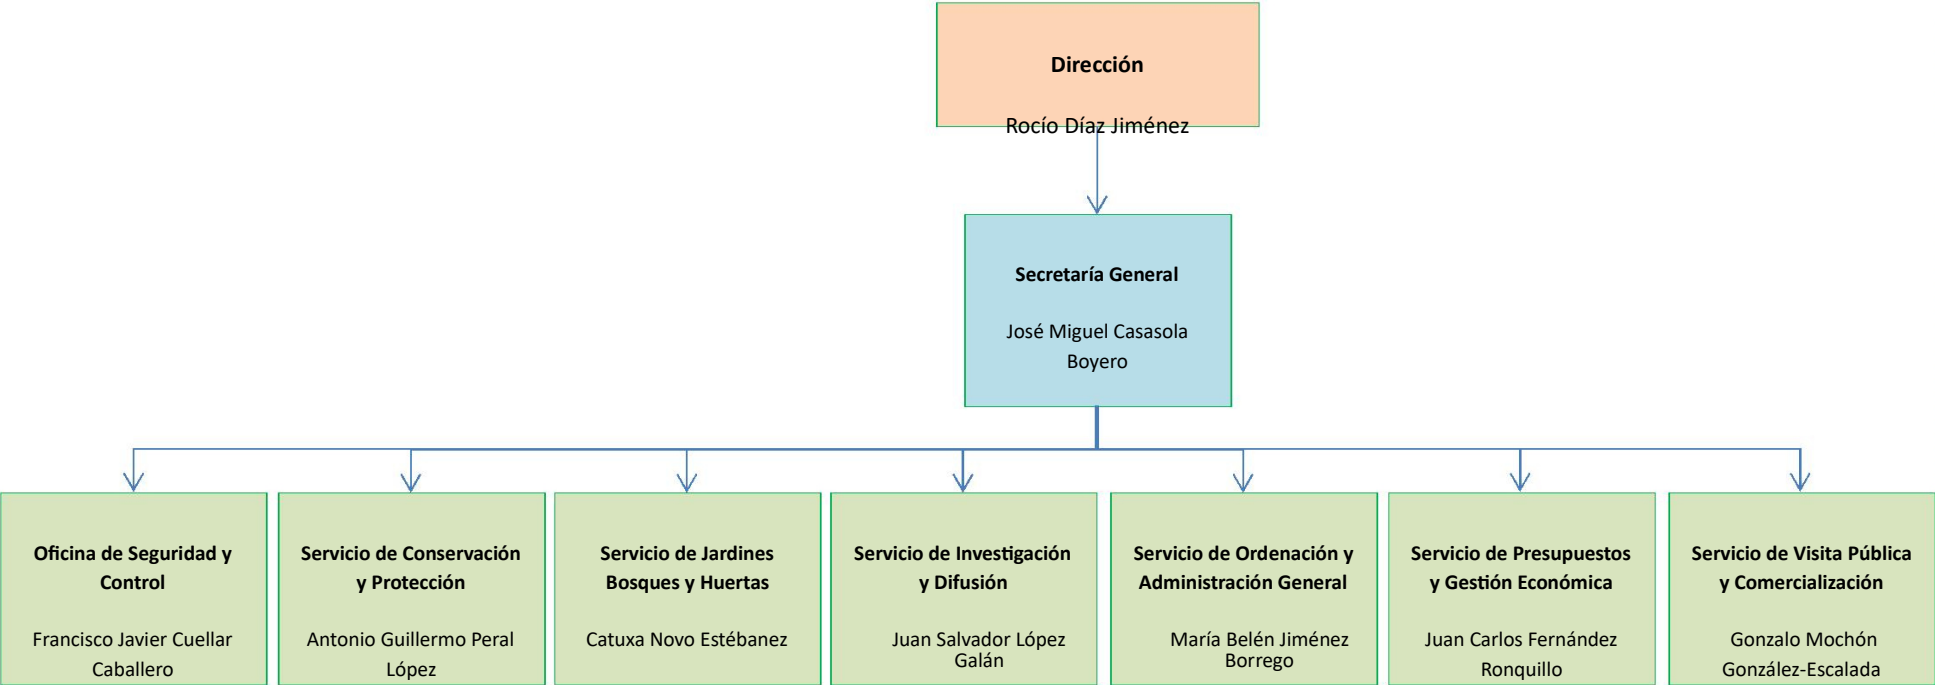 Dirección
Rocío Díaz Jiménez
Secretaría General
José Miguel Casasola
Boyero
Oficina de Seguridad y
Control
Francisco Javier Cuellar
Caballero
Servicio de Conservación
y Protección
Antonio Guillermo Peral
López
Servicio de Jardines
Bosques y Huertas
Catuxa Novo Estébanez
Servicio de Investigación
y Difusión
Juan Salvador López
Galán
Servicio de Ordenación y
Administración General
María Belén Jiménez
Borrego
Servicio de Presupuestos
y Gestión Económica
Juan Carlos Fernández
Ronquillo
Servicio de Visita Pública
y Comercialización
Gonzalo Mochón
González-Escalada